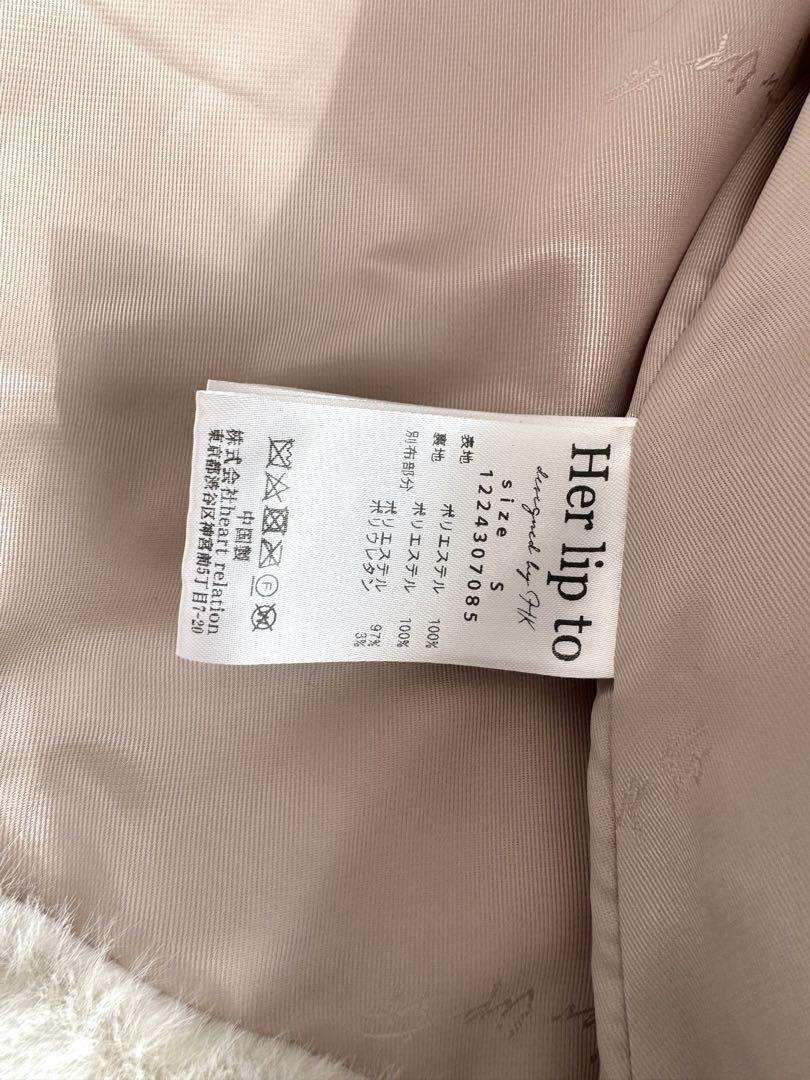 Her lip to
designed by HK
size S
1224307085
表地 ポリエステル 100%
裏地 ポリエステル 100%
別布部分 ポリエステル 97%
ポリウレタン 3%
F
中国製
株式会社heart relation
東京都渋谷区神宮前5丁目7-20